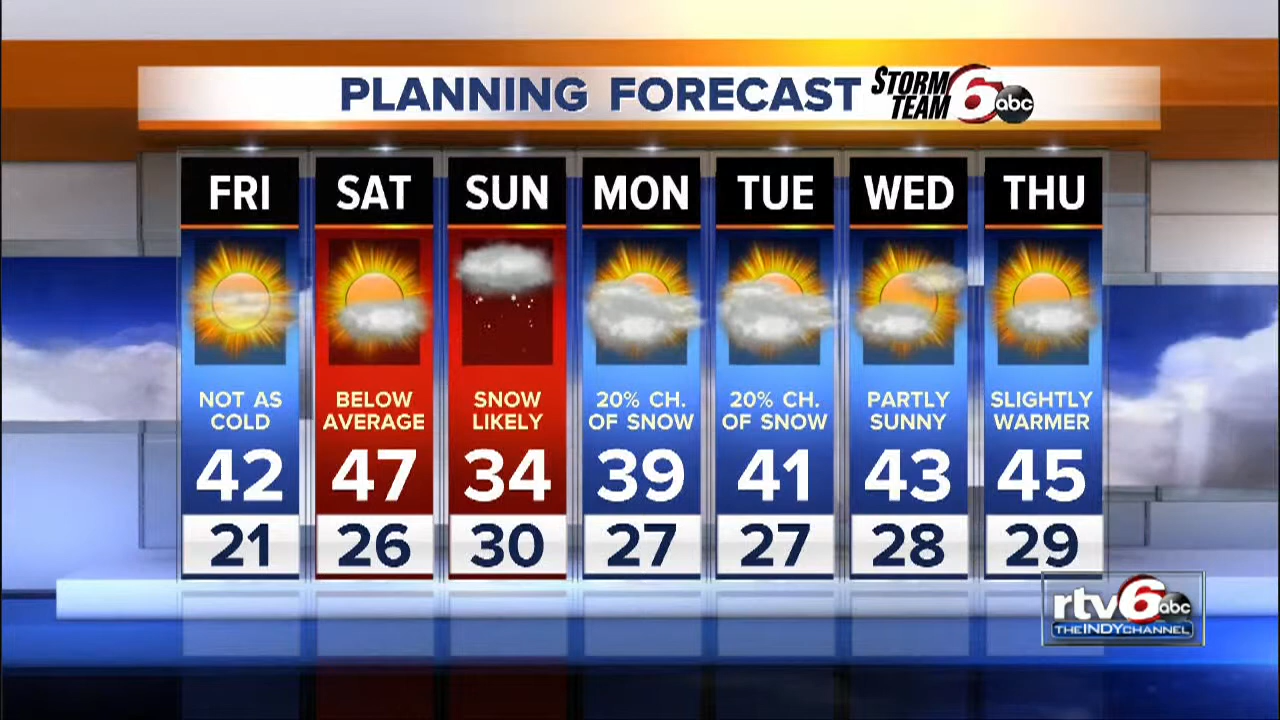 PLANNING FORECAST STORM TEAM 6 abc
FRI SAT SUN MON TUE WED THU
NOT AS COLD
BELOW AVERAGE
SNOW LIKELY
20% CH. OF SNOW
20% CH. OF SNOW
PARTLY SUNNY
SLIGHTLY WARMER
42 47 34 39 41 43 45
21 26 30 27 27 28 29
rtv6 abc
THE INDY CHANNEL